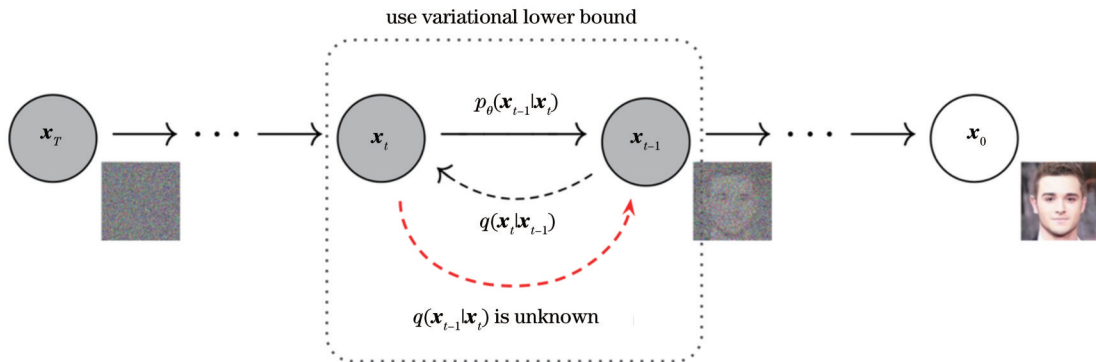 use variational lower bound
x_T
x_t
p_θ(x_{t-1}|x_t)
x_{t-1}
x_0
q(x_t|x_{t-1})
q(x_{t-1}|x_t) is unknown